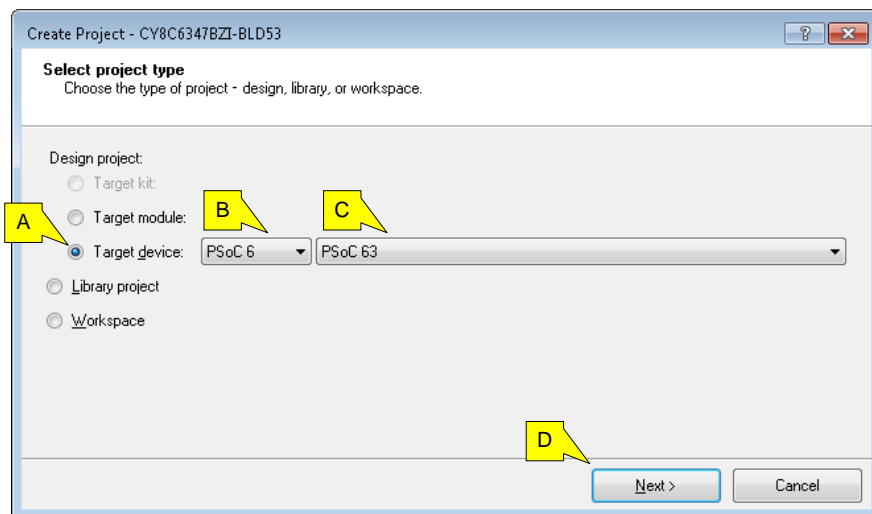 Create Project - CY8C6347BZI-BLD53
Select project type
Choose the type of project - design, library, or workspace.
Design project:
Target kit:
Target module:
B
C
A
Target device:
PSoC 6
PSoC 63
Library project
Workspace
D
Next >
Cancel